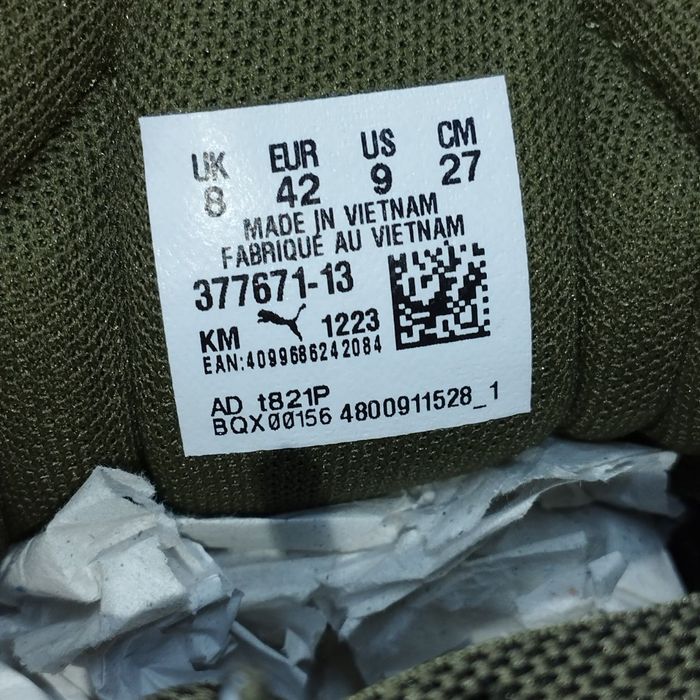 UK EUR US CM
8 42 9 27
MADE IN VIETNAM
FABRIQUÉ AU VIETNAM
377671-13
KM 1223
EAN:4099686242084
AD t821P
BQX00156 4800911528_1